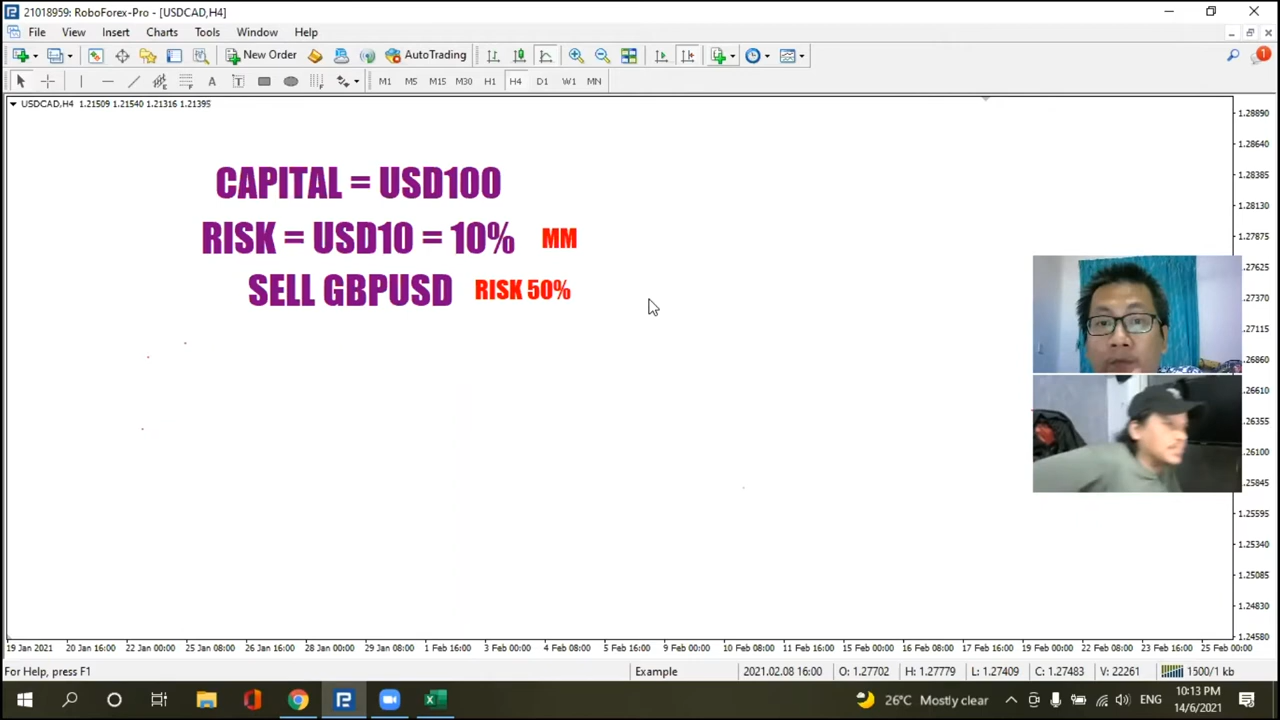 21018959: RoboForex-Pro - [USDCAD,H4]
File View Insert Charts Tools Window Help
New Order AutoTrading 1
A T M1 M5 M15 M30 H1 H4 D1 W1 MN
USDCAD,H4 1.21509 1.21540 1.21316 1.21395
CAPITAL = USD100
RISK = USD10 = 10% MM
SELL GBPUSD RISK 50%
1.28890
1.28640
1.28385
1.28130
1.27875
1.27625
1.27370
1.27115
1.26860
1.26610
1.26355
1.26100
1.25845
1.25595
1.25340
1.25085
1.24830
1.24580
19 Jan 2021 20 Jan 16:00 22 Jan 00:00 25 Jan 08:00 26 Jan 16:00 28 Jan 00:00 29 Jan 08:00 1 Feb 16:00 3 Feb 00:00 4 Feb 08:00 5 Feb 16:00 9 Feb 00:00 10 Feb 08:00 11 Feb 16:00 15 Feb 00:00 16 Feb 08:00 17 Feb 16:00 19 Feb 00:00 22 Feb 08:00 23 Feb 16:00 25 Feb 00:00
For Help, press F1 Example 2021.02.08 16:00 O: 1.27702 H: 1.27779 L: 1.27409 C: 1.27483 V: 22261 1500/1 kb
26°C Mostly clear ENG 10:13 PM
14/6/2021